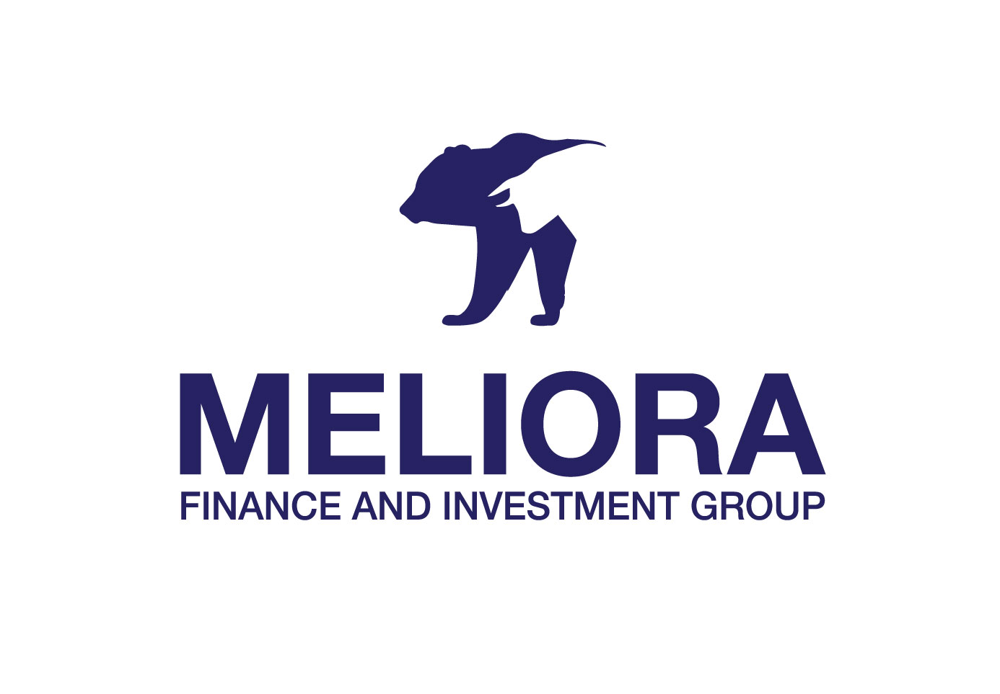 MELIORA
FINANCE AND INVESTMENT GROUP